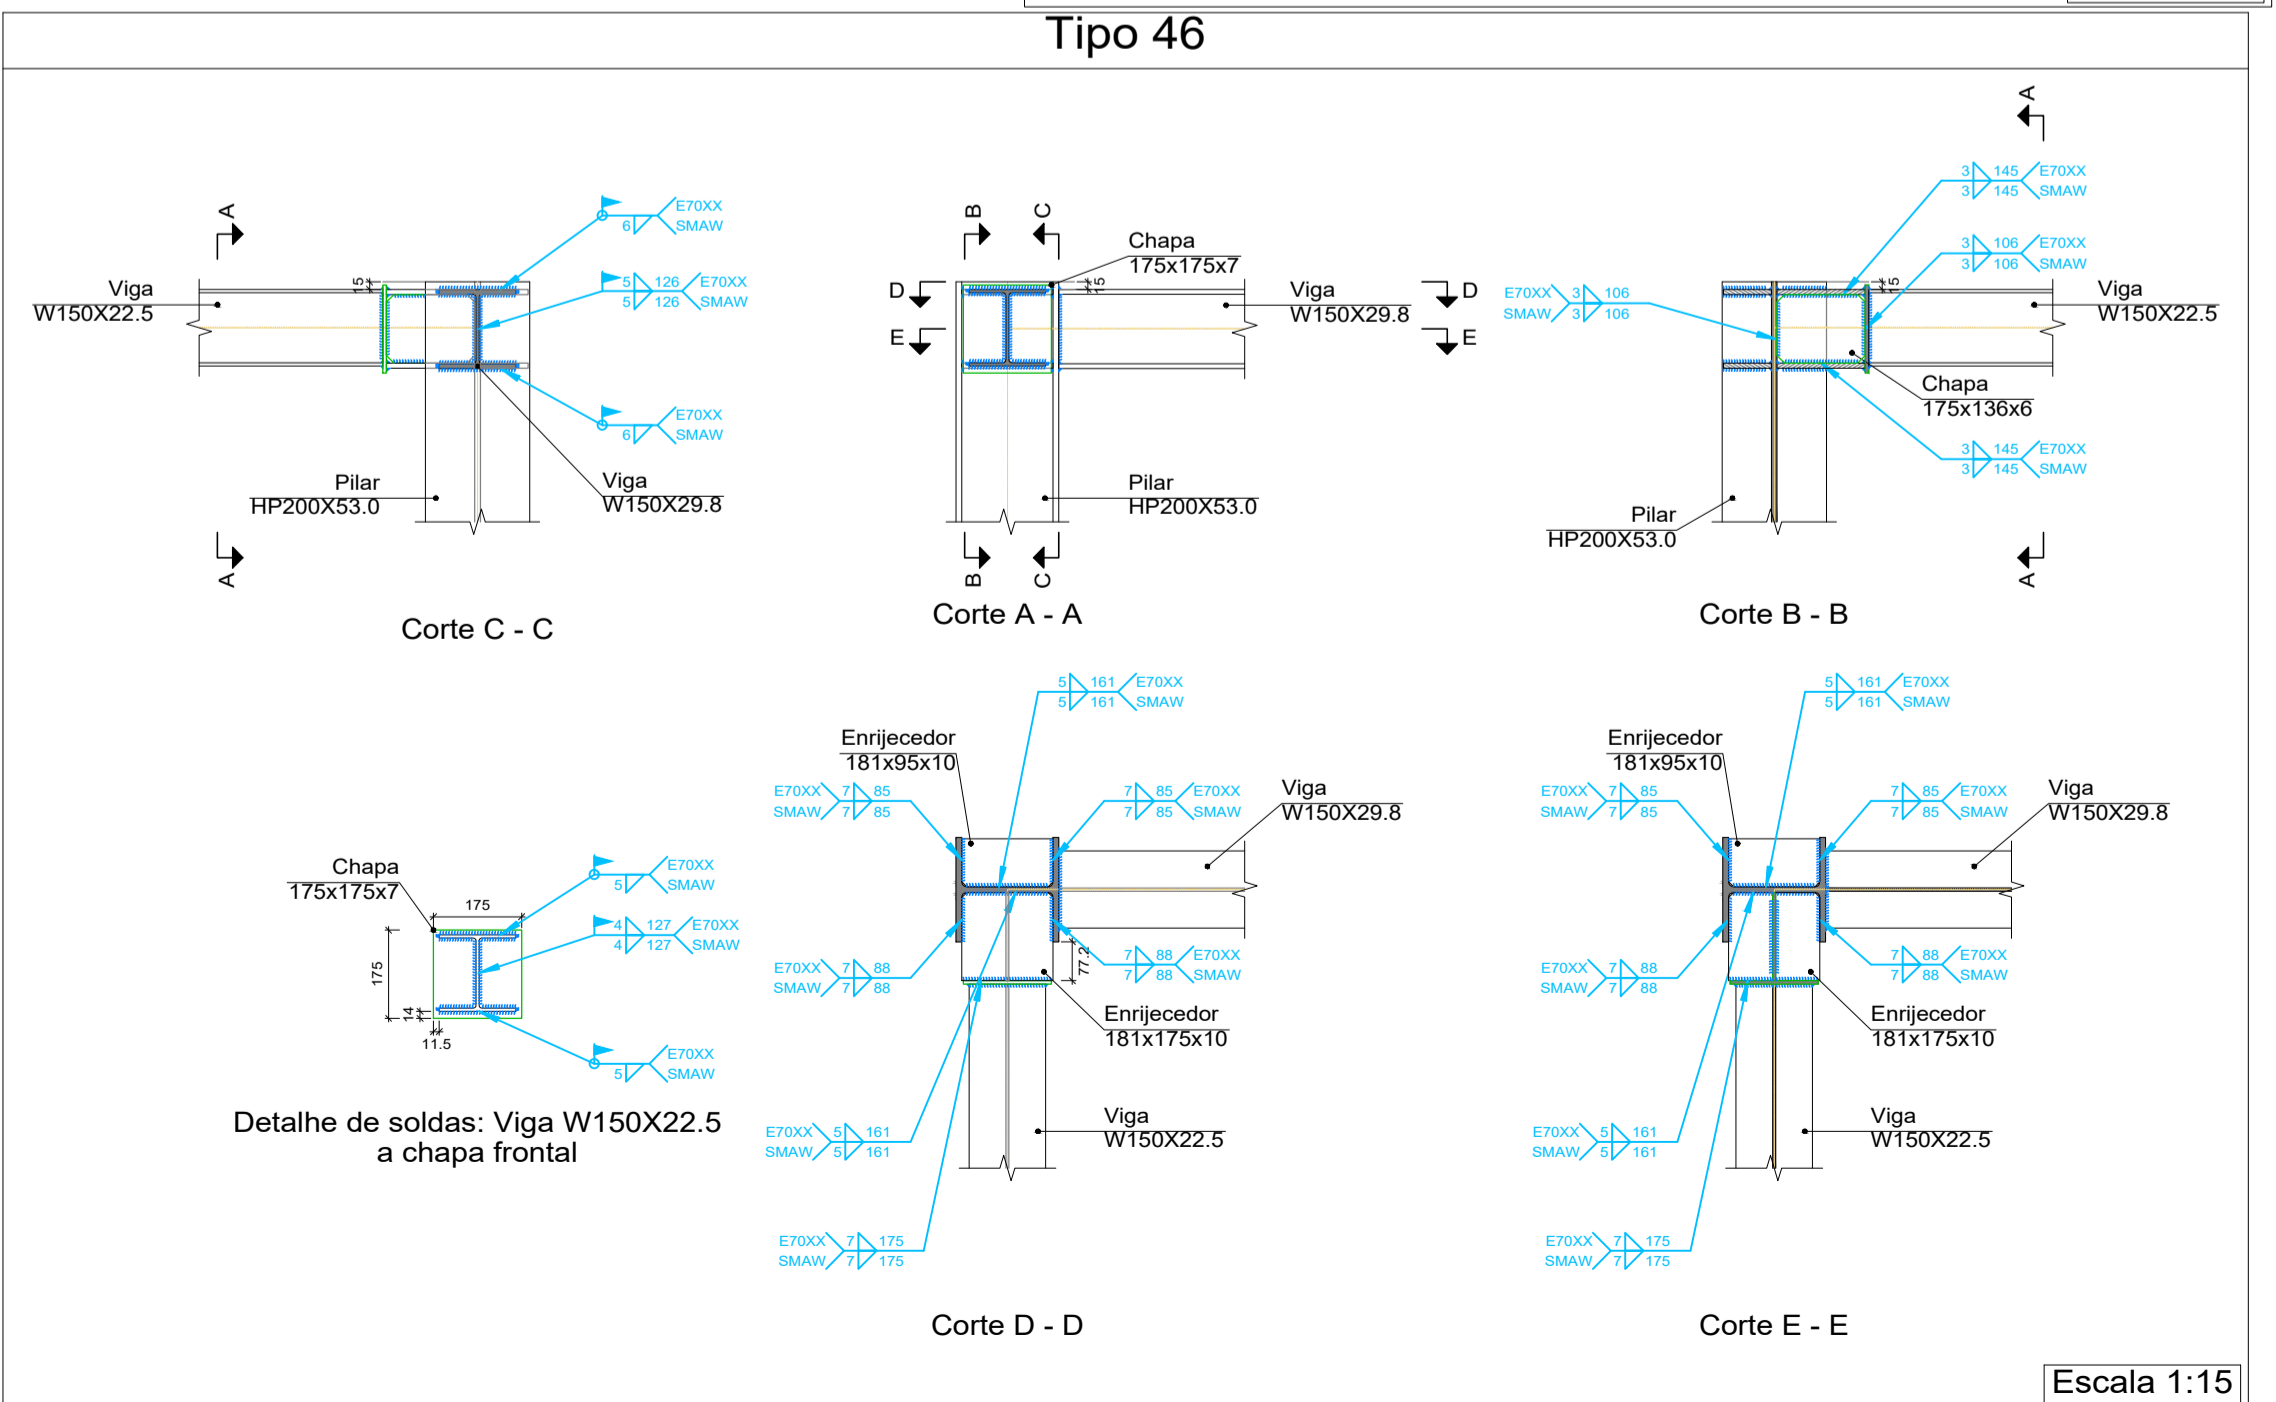 Tipo 46
A
Viga
W150X22.5
15
E70XX
6
SMAW
5
126
E70XX
5
126
SMAW
E70XX
6
SMAW
Pilar
HP200X53.0
Viga
W150X29.8
A
Corte C - C
B
C
Chapa
175x175x7
15
D
D
E
E
Viga
W150X29.8
Pilar
HP200X53.0
B
C
Corte A - A
A
3
145
E70XX
3
145
SMAW
3
106
E70XX
3
106
SMAW
E70XX
3
106
SMAW
3
106
15
Viga
W150X22.5
Chapa
175x136x6
3
145
E70XX
3
145
SMAW
Pilar
HP200X53.0
A
Corte B - B
Chapa
175x175x7
175
175
14
11.5
E70XX
5
SMAW
4
127
E70XX
4
127
SMAW
E70XX
5
SMAW
Detalhe de soldas: Viga W150X22.5
a chapa frontal
5
161
E70XX
5
161
SMAW
Enrijecedor
181x95x10
E70XX
7
85
SMAW
7
85
7
85
E70XX
7
85
SMAW
Viga
W150X29.8
E70XX
7
88
SMAW
7
88
77.2
7
88
E70XX
7
88
SMAW
Enrijecedor
181x175x10
E70XX
5
161
SMAW
5
161
Viga
W150X22.5
E70XX
7
175
SMAW
7
175
Corte D - D
5
161
E70XX
5
161
SMAW
Enrijecedor
181x95x10
E70XX
7
85
SMAW
7
85
7
85
E70XX
7
85
SMAW
Viga
W150X29.8
E70XX
7
88
SMAW
7
88
7
88
E70XX
7
88
SMAW
Enrijecedor
181x175x10
E70XX
5
161
SMAW
5
161
Viga
W150X22.5
E70XX
7
175
SMAW
7
175
Corte E - E
Escala 1:15